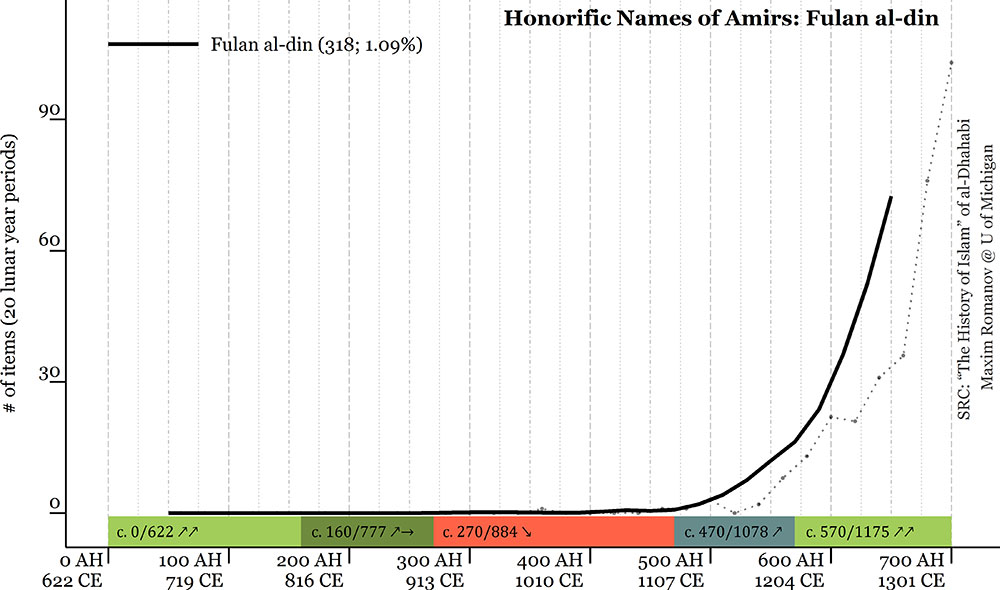 Honorific Names of Amirs: Fulan al-din
Fulan al-din (318; 1.09%)
# of items (20 lunar year periods)
90
60
30
0
c. 0/622 ↗↗
c. 160/777 ↗→
c. 270/884 ↘
c. 470/1078 ↗
c. 570/1175 ↗↗
0 AH
622 CE
100 AH
719 CE
200 AH
816 CE
300 AH
913 CE
400 AH
1010 CE
500 AH
1107 CE
600 AH
1204 CE
700 AH
1301 CE
SRC: “The History of Islam” of al-Dhahabi
Maxim Romanov @ U of Michigan